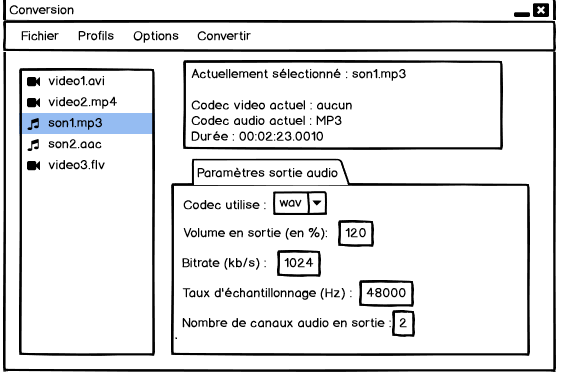 Conversion
Fichier Profils Options Convertir
video1.avi
video2.mp4
son1.mp3
son2.aac
video3.flv
Actuellement sélectionné : son1.mp3
Codec video actuel : aucun
Codec audio actuel : MP3
Durée : 00:02:23.0010
Paramètres sortie audio
Codec utilise : wav
Volume en sortie (en %): 120
Bitrate (kb/s) : 1024
Taux d'échantillonnage (Hz) : 48000
Nombre de canaux audio en sortie : 2